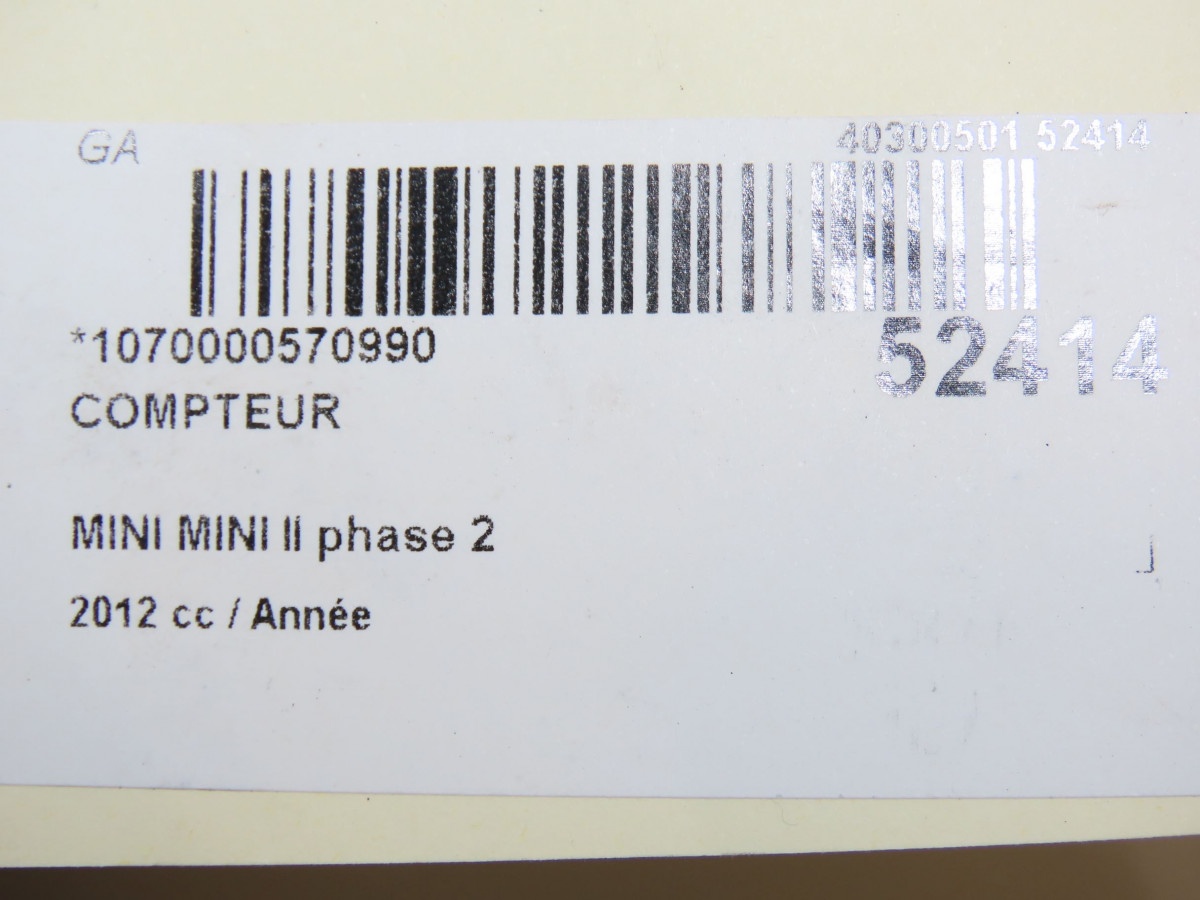 GA
40300501 52414
*1070000570990
52414
COMPTEUR
MINI MINI II phase 2
2012 cc / Année